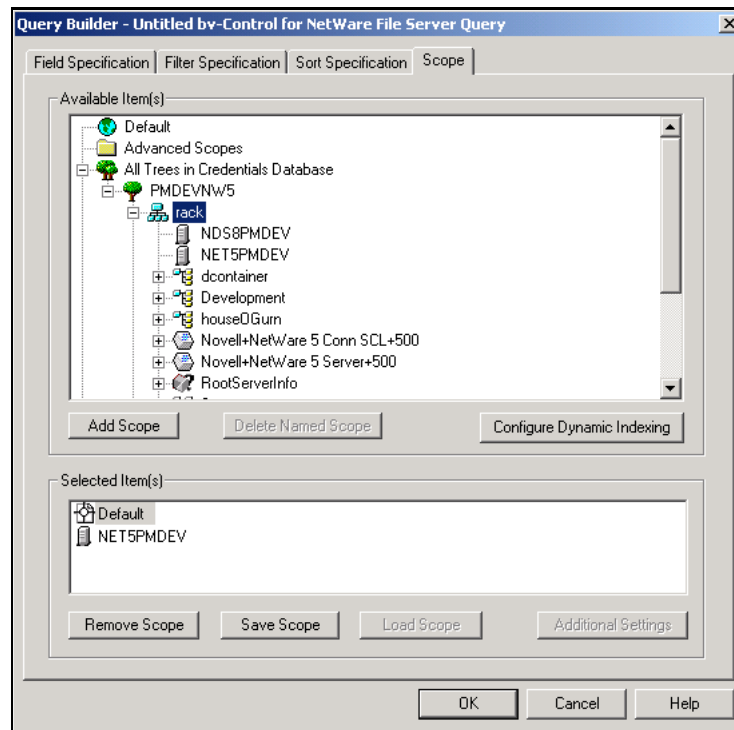 Query Builder - Untitled bv-Control for NetWare File Server Query
Field Specification Filter Specification Sort Specification Scope
Available Item(s)
Default
Advanced Scopes
All Trees in Credentials Database
PMDEVNW5
rack
NDS8PMDEV
NET5PMDEV
dcontainer
Development
houseOGurn
Novell+NetWare 5 Conn SCL+500
Novell+NetWare 5 Server+500
RootServerInfo
Add Scope Delete Named Scope Configure Dynamic Indexing
Selected Item(s)
Default
NET5PMDEV
Remove Scope Save Scope Load Scope Additional Settings
OK Cancel Help